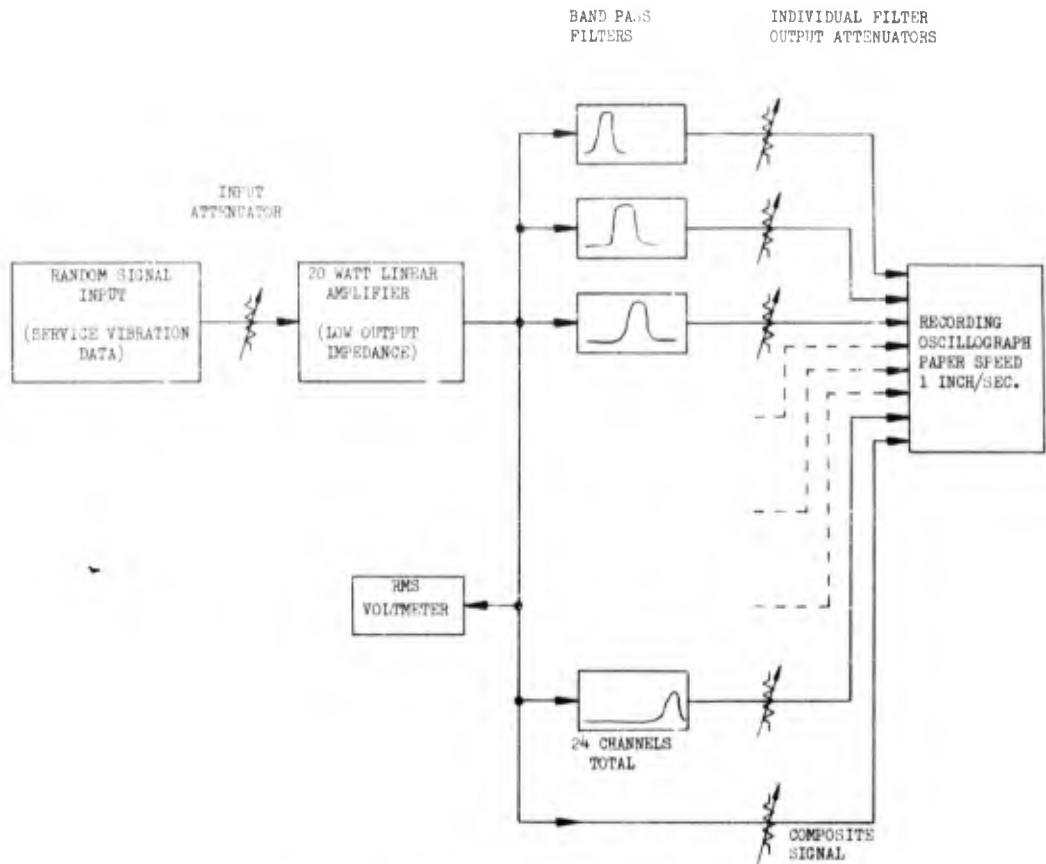 BAND PASS
FILTERS
INDIVIDUAL FILTER
OUTPUT ATTENUATORS
INPUT
ATTENUATOR
RANDOM SIGNAL
INPUT
(SERVICE VIBRATION
DATA)
20 WATT LINEAR
AMPLIFIER
(LOW OUTPUT
IMPEDANCE)
RECORDING
OSCILLOGRAPH
PAPER SPEED
1 INCH/SEC.
RMS
VOLTMETER
24 CHANNELS
TOTAL
COMPOSITE
SIGNAL